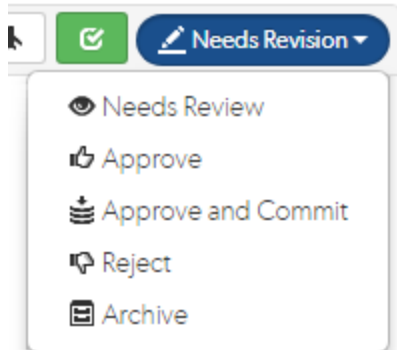 Needs Revision
Needs Review
Approve
Approve and Commit
Reject
Archive